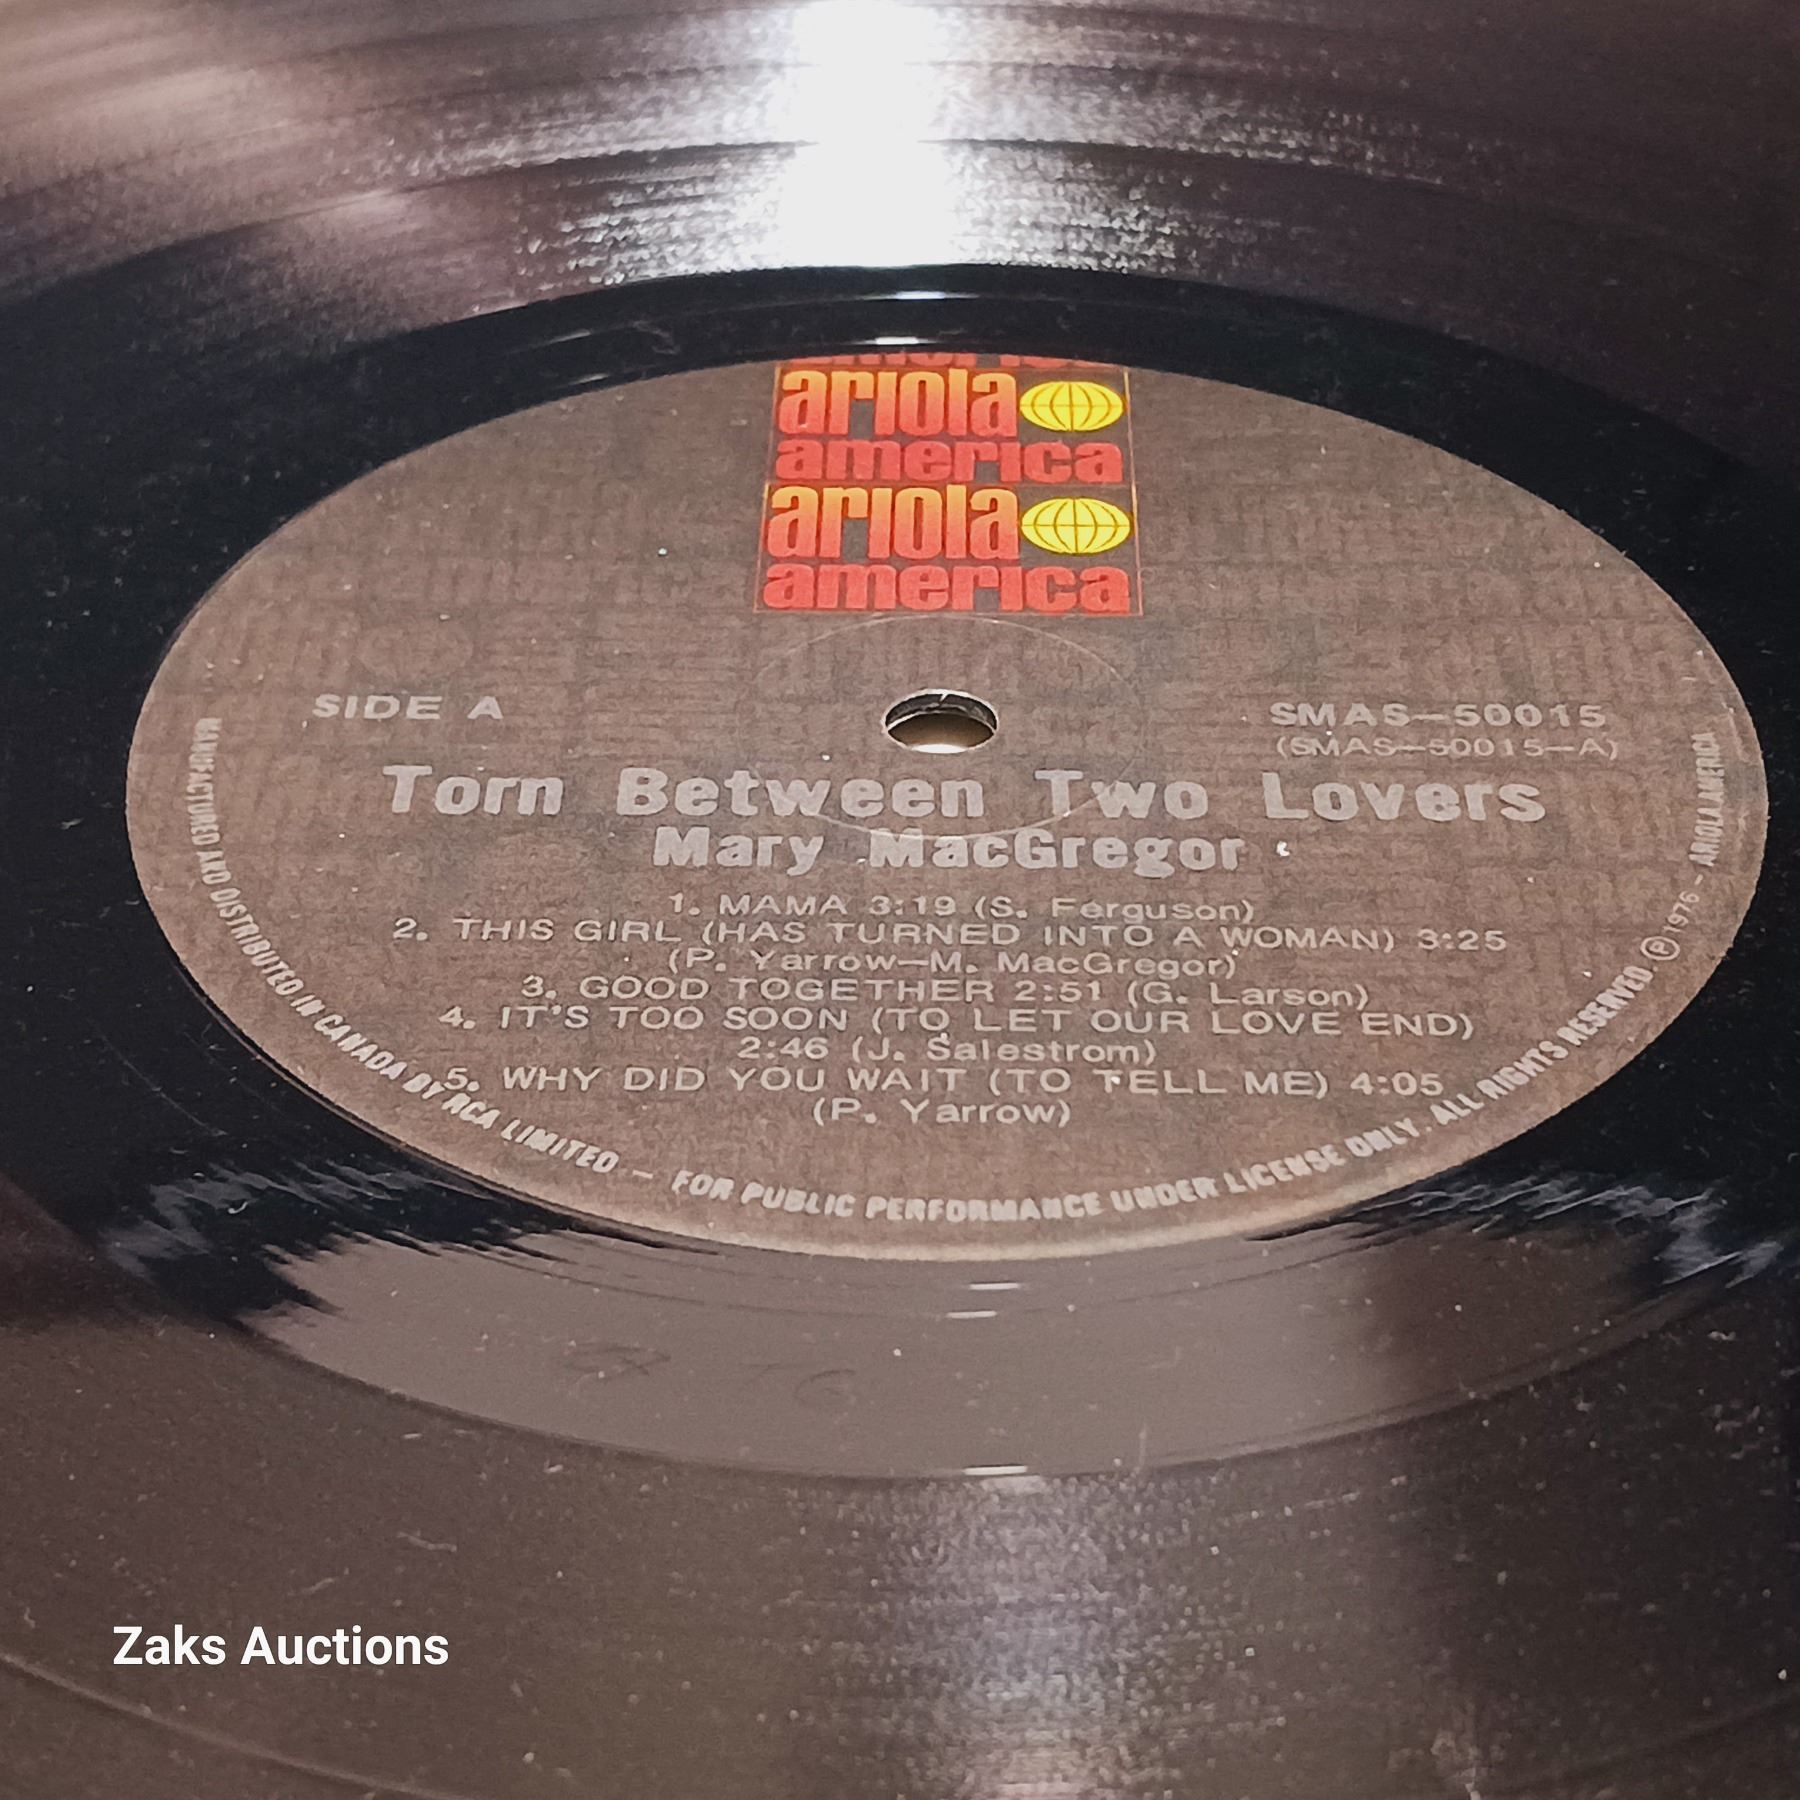 ariola
america
ariola
america
SIDE A
SMAS-50015
(SMAS-50015-A)
Torn Between Two Lovers
Mary MacGregor
1. MAMA 3:19 (S. Ferguson)
2. THIS GIRL (HAS TURNED INTO A WOMAN) 3:25
(P. Yarrow-M. MacGregor)
3. GOOD TOGETHER 2:51 (G. Larson)
4. IT'S TOO SOON (TO LET OUR LOVE END)
2:46 (J. Salestrom)
5. WHY DID YOU WAIT (TO TELL ME) 4:05
(P. Yarrow)
MANUFACTURED AND DISTRIBUTED IN CANADA BY RCA LIMITED - FOR PUBLIC PERFORMANCE UNDER LICENSE ONLY. ALL RIGHTS RESERVED - ℗ 1976 - ARIOLA AMERICA
Zaks Auctions